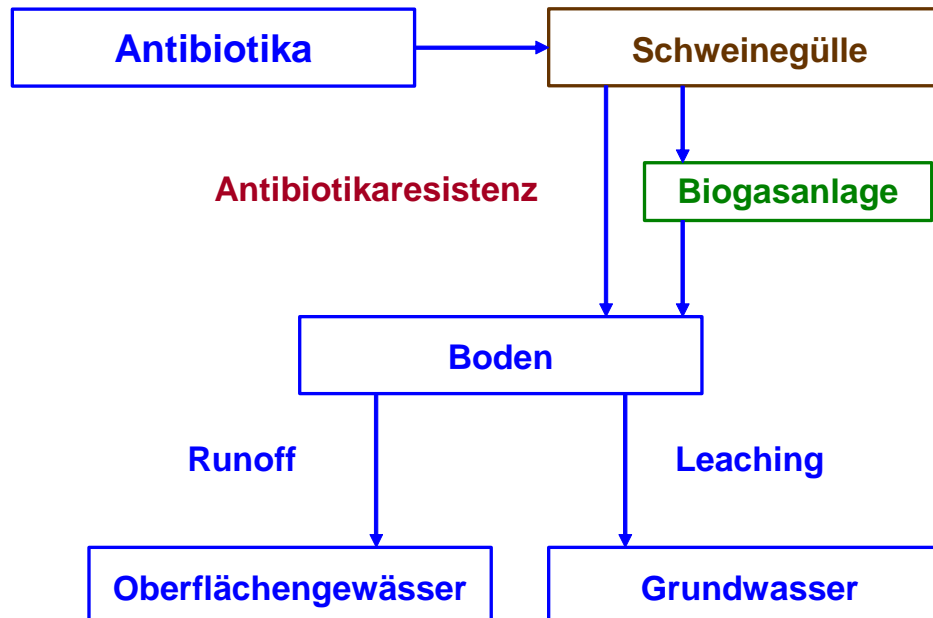 Antibiotika
Schweinegülle
Antibiotikaresistenz
Biogasanlage
Boden
Runoff
Leaching
Oberflächengewässer
Grundwasser